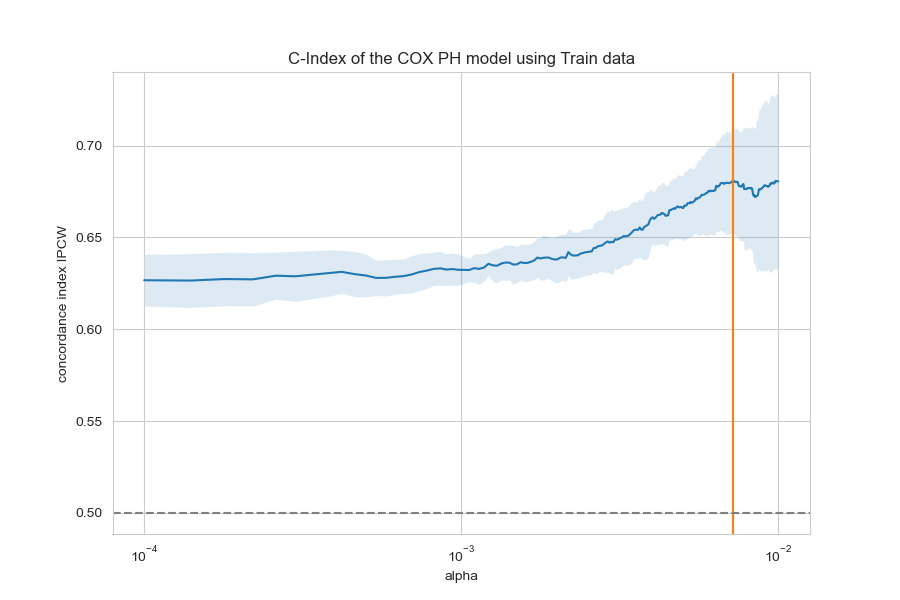 C-Index of the COX PH model using Train data
concordance index IPCW
0.70
0.65
0.60
0.55
0.50
10⁻⁴ 10⁻³ 10⁻²
alpha